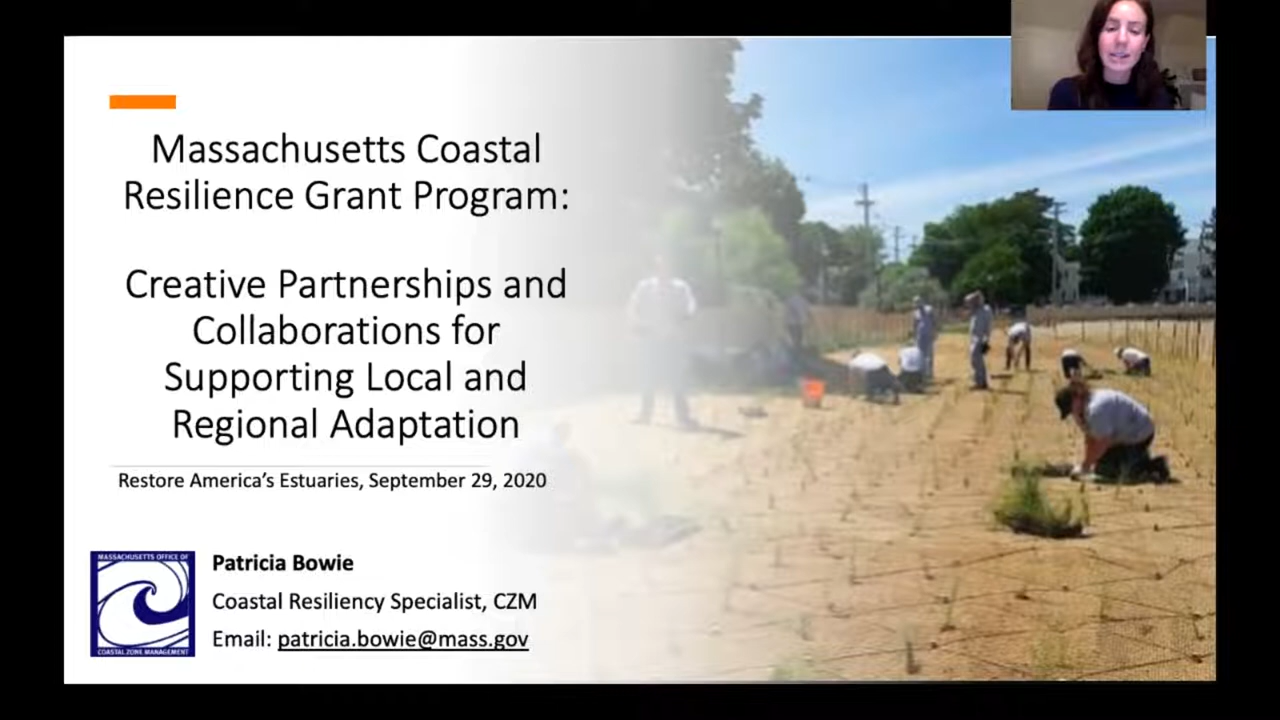 Massachusetts Coastal
Resilience Grant Program:
Creative Partnerships and
Collaborations for
Supporting Local and
Regional Adaptation
Restore America's Estuaries, September 29, 2020
MASSACHUSETTS OFFICE OF
COASTAL ZONE MANAGEMENT
Patricia Bowie
Coastal Resiliency Specialist, CZM
Email: patricia.bowie@mass.gov